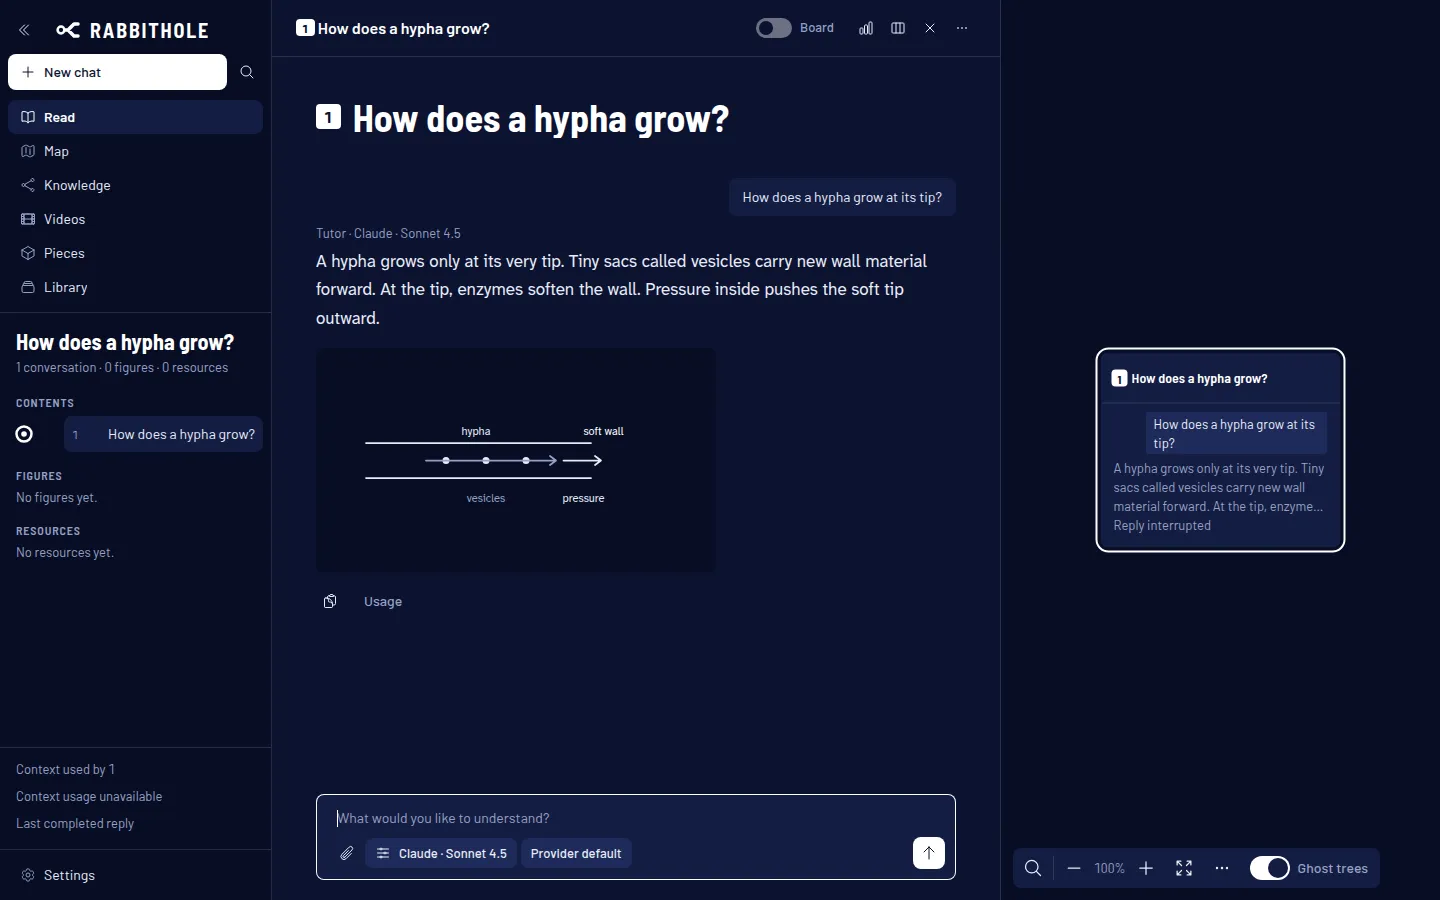 RABBITHOLE
New chat
Read
Map
Knowledge
Videos
Pieces
Library
How does a hypha grow?
1 conversation · 0 figures · 0 resources
CONTENTS
1 How does a hypha grow?
FIGURES
No figures yet.
RESOURCES
No resources yet.
Context used by 1
Context usage unavailable
Last completed reply
Settings
1 How does a hypha grow?
Board
1 How does a hypha grow?
How does a hypha grow at its tip?
Tutor · Claude · Sonnet 4.5
A hypha grows only at its very tip. Tiny sacs called vesicles carry new wall material
forward. At the tip, enzymes soften the wall. Pressure inside pushes the soft tip
outward.
hypha soft wall
vesicles pressure
Usage
What would you like to understand?
Claude · Sonnet 4.5 Provider default
1 How does a hypha grow?
How does a hypha grow at its
tip?
A hypha grows only at its very tip. Tiny
sacs called vesicles carry new wall
material forward. At the tip, enzyme...
Reply interrupted
100% Ghost trees